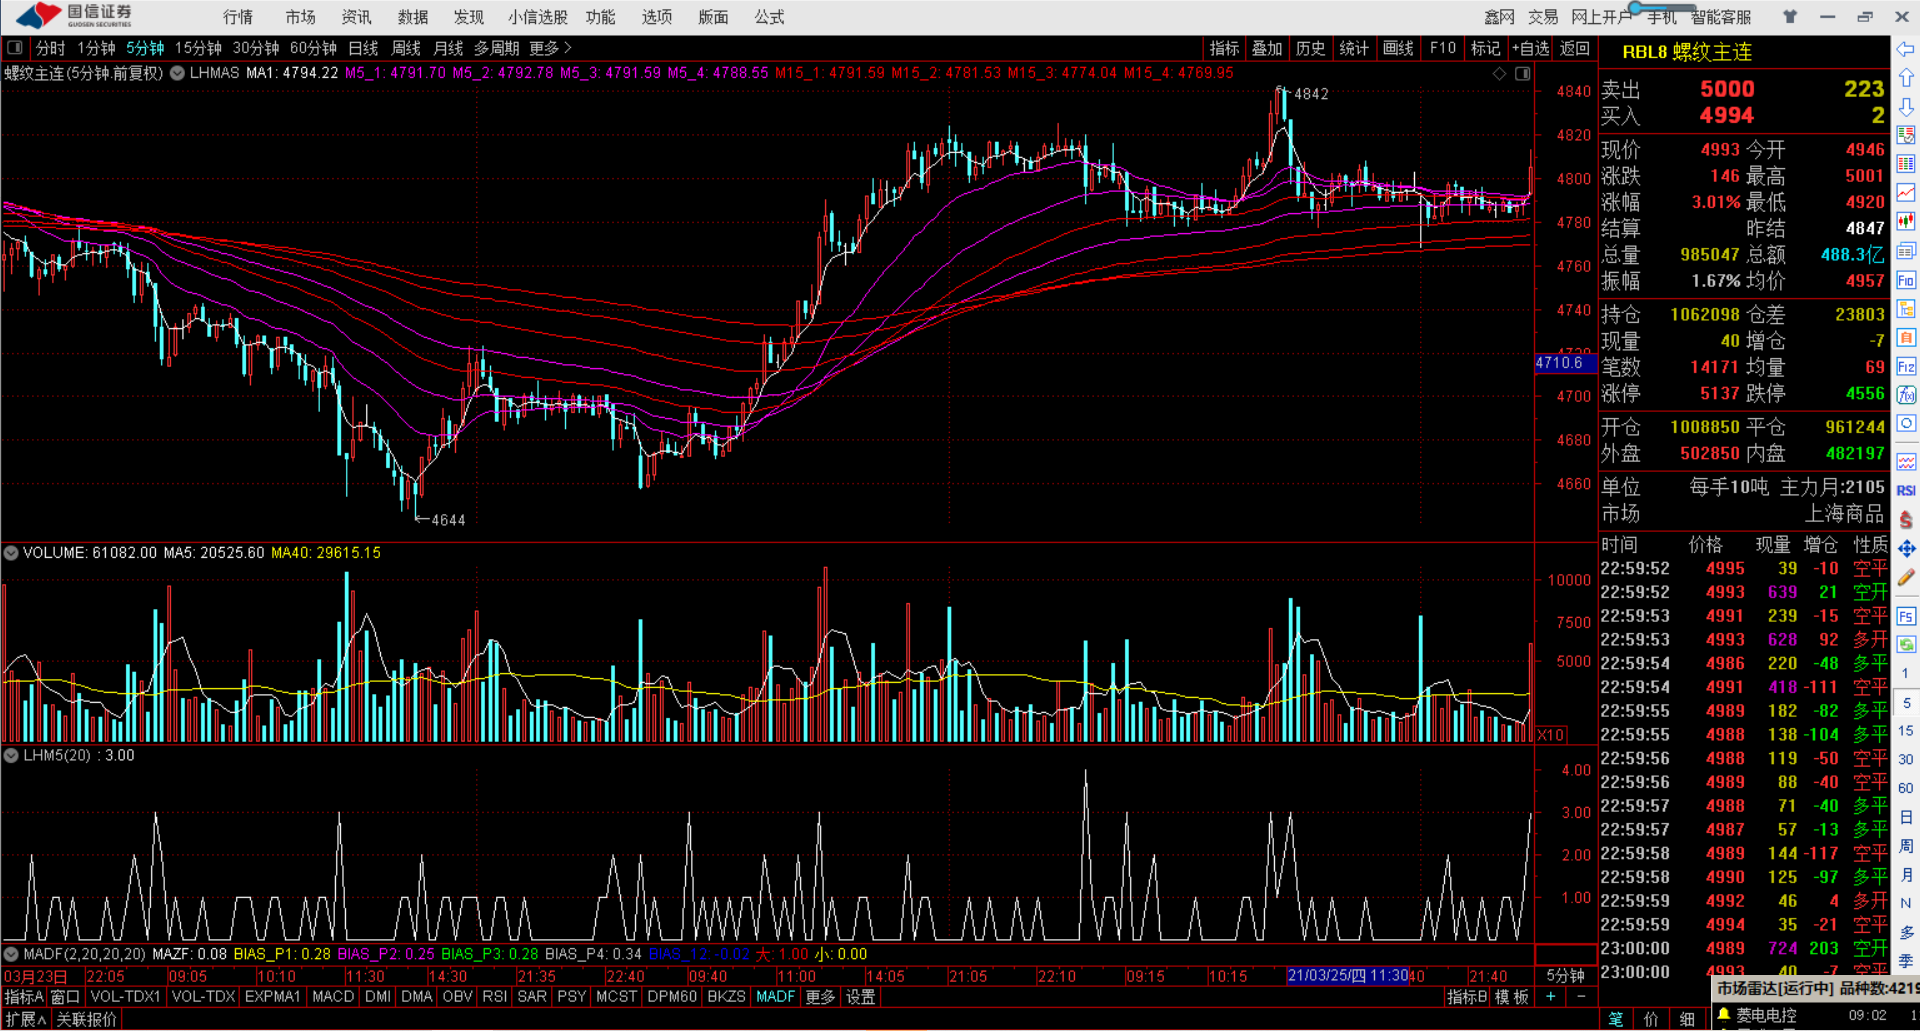 国信证券
GUOSEN SECURITIES
行情 市场 资讯 数据 发现 小信选股 功能 选项 版面 公式
鑫网 交易 网上开户 手机 智能客服
分时 1分钟 5分钟 15分钟 30分钟 60分钟 日线 周线 月线 多周期 更多
指标 叠加 历史 统计 画线 F10 标记 +自选 返回
RBL8 螺纹主连
螺纹主连(5分钟.前复权) LHMAS MA1: 4794.22 M5_1: 4791.70 M5_2: 4792.78 M5_3: 4791.59 M5_4: 4788.55 M15_1: 4791.59 M15_2: 4781.53 M15_3: 4774.04 M15_4: 4769.95
4842
4644
4840
4820
4800
4780
4760
4740
4710.6
4700
4680
4660
VOLUME: 61082.00 MA5: 20525.60 MA40: 29615.15
10000
7500
5000
X10
LHM5(20) : 3.00
4.00
3.00
2.00
1.00
MADF(2,20,20,20) MAZF: 0.08 BIAS_P1: 0.28 BIAS_P2: 0.25 BIAS_P3: 0.28 BIAS_P4: 0.34 BIAS_12: -0.02 大: 1.00 小: 0.00
03月23日 22:05 09:05 10:10 11:30 14:30 21:35 22:40 09:40 11:00 14:05 21:05 22:10 09:15 10:15 21/03/25/四 11:30 40 21:40 5分钟
指标A 窗口 VOL-TDX1 VOL-TDX EXPMA1 MACD DMI DMA OBV RSI SAR PSY MCST DPM60 BKZS MADF 更多 设置
指标B 模板 + −
扩展∧ 关联报价
卖出 5000 223
买入 4994 2
现价 4993 今开 4946
涨跌 146 最高 5001
涨幅 3.01% 最低 4920
结算 昨结 4847
总量 985047 总额 488.3亿
振幅 1.67% 均价 4957
持仓 1062098 仓差 23803
现量 40 增仓 -7
笔数 14171 均量 69
涨停 5137 跌停 4556
开仓 1008850 平仓 961244
外盘 502850 内盘 482197
单位 每手10吨 主力月:2105
市场 上海商品
时间 价格 现量 增仓 性质
22:59:52 4995 39 -10 空平
22:59:52 4993 639 21 空开
22:59:53 4991 239 -15 空平
22:59:53 4993 628 92 多开
22:59:54 4986 220 -48 多平
22:59:54 4991 418 -111 空平
22:59:55 4989 182 -82 多平
22:59:55 4988 138 -104 多平
22:59:56 4988 119 -50 空平
22:59:56 4989 88 -40 空平
22:59:57 4988 71 -40 多平
22:59:57 4987 57 -13 多平
22:59:58 4989 144 -117 空平
22:59:58 4990 125 -97 多平
22:59:59 4992 46 4 多开
22:59:59 4994 35 -21 空平
23:00:00 4989 724 203 空开
23:00:00 4993 40 -7 空平
笔 价 细
市场雷达[运行中] 品种数:4219
菱电电控 09:02 1
F10
自
F12
f(x)
RSI
$
F5
1
5
15
30
60
日
周
月
N
多
季